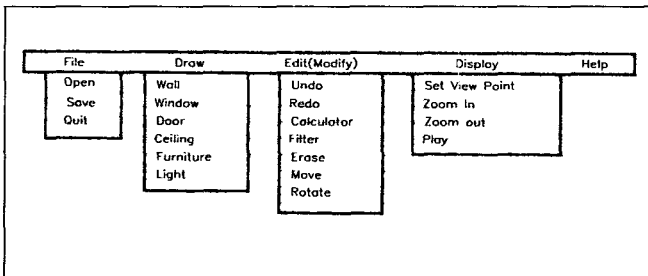 File Draw Edit(Modify) Display Help
Open
Save
Quit
Wall
Window
Door
Ceiling
Furniture
Light
Undo
Redo
Calculator
Filter
Erase
Move
Rotate
Set View Point
Zoom In
Zoom out
Play